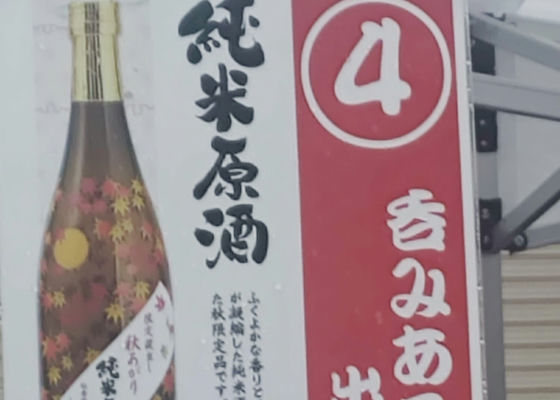 ④
呑みあ
出
純米原酒
ふくよかな香りと
が凝縮した純米
た秋限定品です。
限定蔵出し
秋あがり
純米